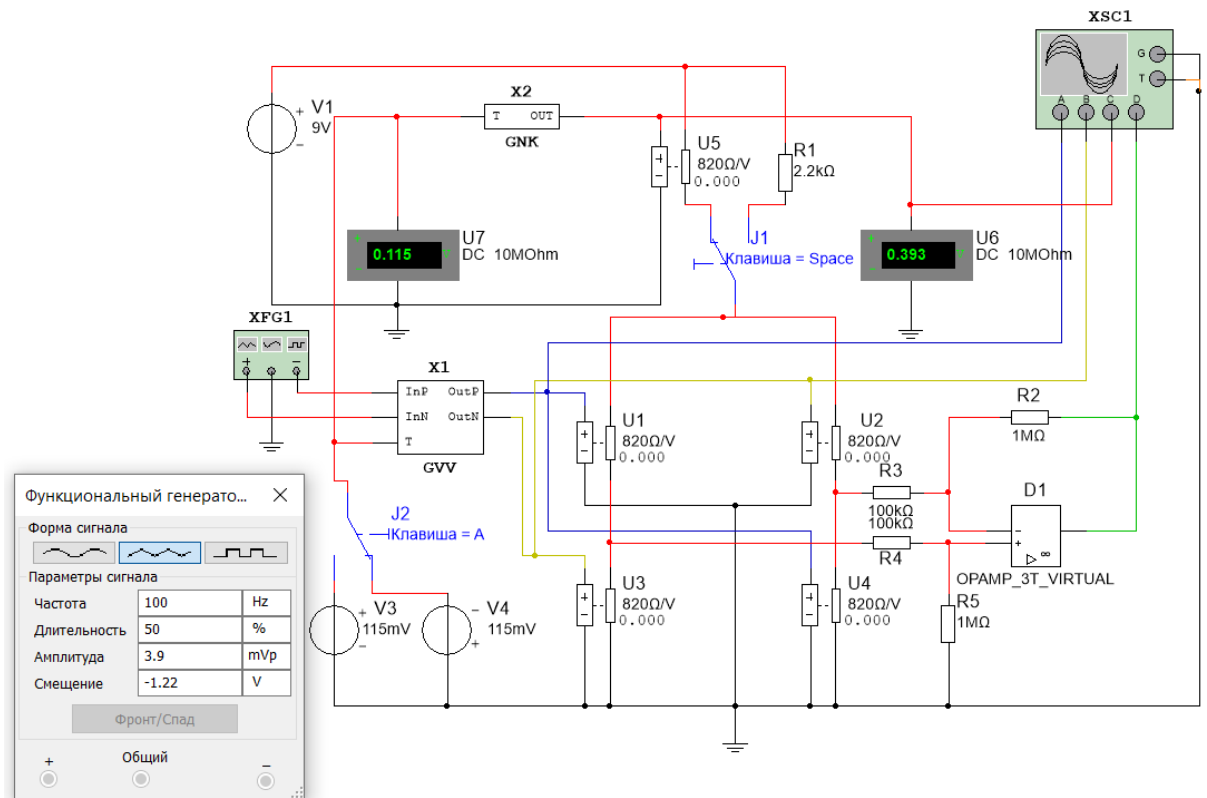 XSC1
G
T
A B C D
X2
T OUT
GNK
V1
9V
U5
820Ω/V
0.000
R1
2.2kΩ
0.115
U7
DC 10MOhm
J1
Клавиша = Space
0.393
U6
DC 10MOhm
XFG1
X1
InP OutP
InN OutN
T
GVV
U1
820Ω/V
0.000
U2
820Ω/V
0.000
R2
1MΩ
R3
100kΩ
100kΩ
R4
D1
∞
OPAMP_3T_VIRTUAL
R5
1MΩ
J2
Клавиша = A
U3
820Ω/V
0.000
U4
820Ω/V
0.000
V3
115mV
V4
115mV
Функциональный генерато...
Форма сигнала
Параметры сигнала
Частота 100 Hz
Длительность 50 %
Амплитуда 3.9 mVp
Смещение -1.22 V
Фронт/Спад
+ Общий −